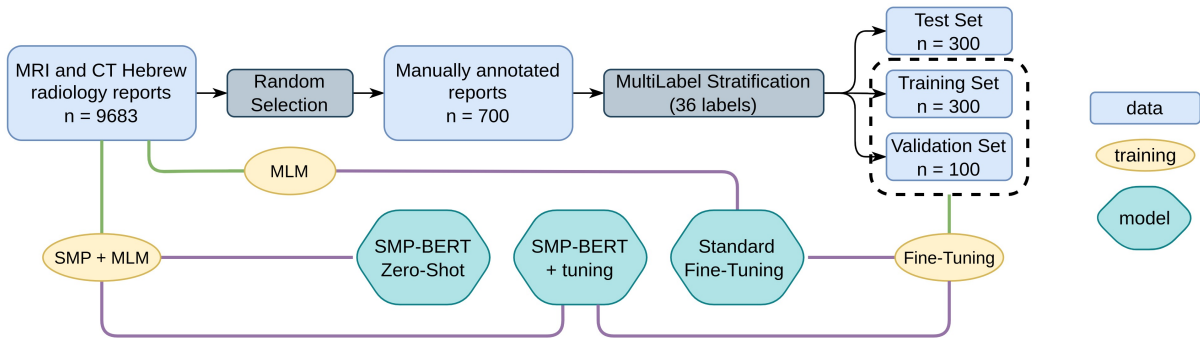 MRI and CT Hebrew
radiology reports
n = 9683
Random
Selection
Manually annotated
reports
n = 700
MultiLabel Stratification
(36 labels)
Test Set
n = 300
Training Set
n = 300
Validation Set
n = 100
data
training
model
MLM
SMP + MLM
SMP-BERT
Zero-Shot
SMP-BERT
+ tuning
Standard
Fine-Tuning
Fine-Tuning